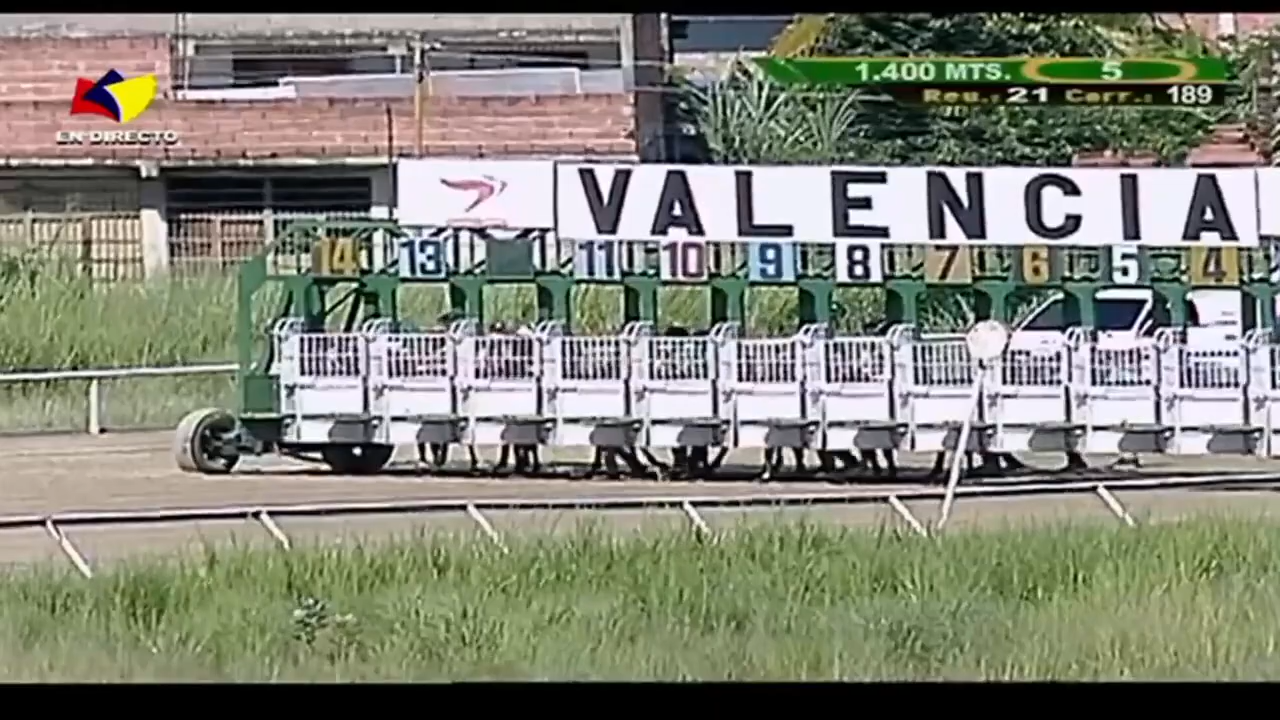 1.400 MTS. 5
Reu.: 21 Carr.: 189
EN DIRECTO
VALENCIA
14 13 11 10 9 8 7 6 5 4